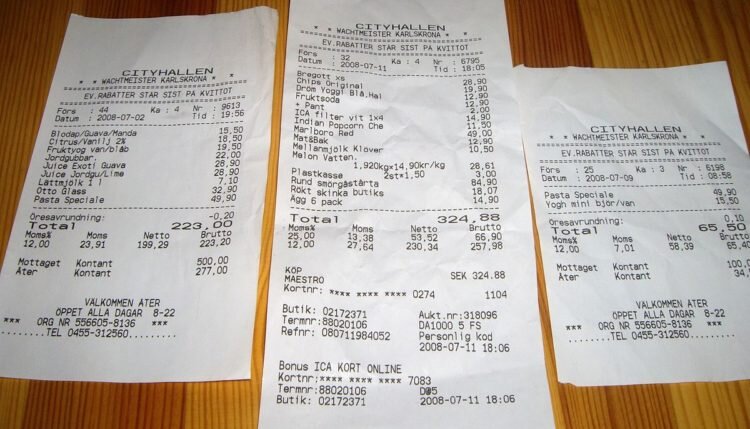 CITYHALLEN
* * WACHTMEISTER KARLSKRONA * *
EV.RABATTER STÅR SIST PÅ KVITTOT
Förs : 44 Ka : 4 Nr : 9613
Datum : 2008-07-02 Tid : 19:56
Blodap/Guava/Manda 15,50
Citrus/Vanilj 2% 18,50
Fruktyog van/blåb 19,50
Jordgubbar. 22,00
Juice Exoti Guava 28,90
Juice Jordgu/Lime 28,90
Lättmjölk 1 l 7,10
Otto Glass 32,90
Pasta Speciale 49,90
Öresavrundning: -0,20
Total 223,00
Moms% Moms Netto Brutto
12,00 23,91 199,29 223,20
Mottaget Kontant 500,00
Åter Kontant 277,00
VÄLKOMMEN ÅTER
ÖPPET ALLA DAGAR 8-22
*** ORG NR 556605-8136 ***
........TEL 0455-312560........
CITYHALLEN
* * WACHTMEISTER KARLSKRONA * *
EV.RABATTER STÅR SIST PÅ KVITTOT
Förs : 32 Ka : 4 Nr : 6795
Datum : 2008-07-11 Tid : 18:05
Bregott xs 28,90
Chips Original 19,90
Dröm Yoggi Blå.Hal 12,90
Fruktsoda 12,90
+ Pant 2,00
ICA filter vit 1x4 14,90
Indian Popcorn Che 11,50
Marlboro Red 49,00
Mat&Bak 12,90
Mellanmjölk Klöver 10,50
Melon Vatten.
1,920kg*14,90kr/kg 28,61
Plastkasse 2st*1,50 3,00
Rund smörgåstårta 84,90
Rökt skinka butiks 18,07
Ägg 6 pack 14,90
Total 324,88
Moms% Moms Netto Brutto
25,00 13,38 53,52 66,90
12,00 27,64 230,34 257,98
KÖP
MAESTRO SEK 324.88
Kortnr: **** **** **** 0274 1104
Butik: 02172371 Aukt.nr:318096
Termnr:88020106 DA1000 5 FS
Refnr: 080711984052 Personlig kod
2008-07-11 18:06
Bonus ICA KORT ONLINE
Kortnr:**** **** **** 7083
Termnr:88020106 D@5
Butik: 02172371 2008-07-11 18:06
CITYHALLEN
* * WACHTMEISTER KARLSKRONA * *
EV.RABATTER STÅR SIST PÅ KVITTOT
Förs : 25 Ka : 3 Nr : 6198
Datum : 2008-07-09 Tid : 08:58
Pasta Speciale 49,90
Yogh mini björ/van 15,50
Öresavrundning: 0,10
Total 65,50
Moms% Moms Netto Brutto
12,00 7,01 58,39 65,40
Mottaget Kontant 100,0
Åter Kontant 34,
VÄLKOMMEN ÅTER
ÖPPET ALLA DAGAR 8-22
*** ORG NR 556605-8136 ***
........TEL 0455-312560........